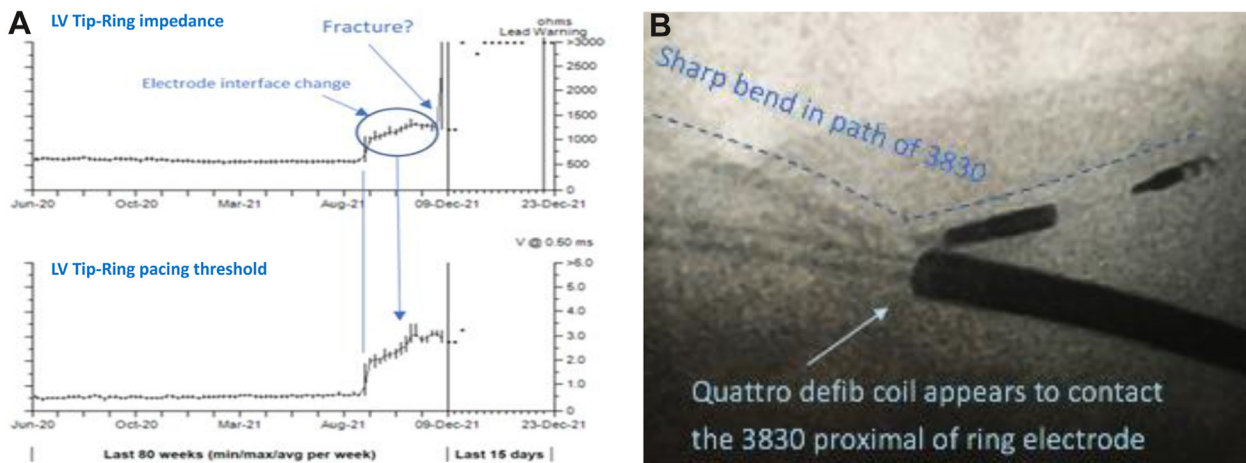 A
LV Tip-Ring impedance
Fracture?
ohms
Lead Warning
Electrode interface change
>3000
2500
2000
1500
1000
500
0
Jun-20 Oct-20 Mar-21 Aug-21 09-Dec-21 23-Dec-21
V @ 0.50 ms
LV Tip-Ring pacing threshold
>6.0
5.0
4.0
3.0
2.0
1.0
0
Jun-20 Oct-20 Mar-21 Aug-21 09-Dec-21 23-Dec-21
Last 80 weeks (min/max/avg per week) Last 15 days
B
Sharp bend in path of 3830
Quattro defib coil appears to contact
the 3830 proximal of ring electrode